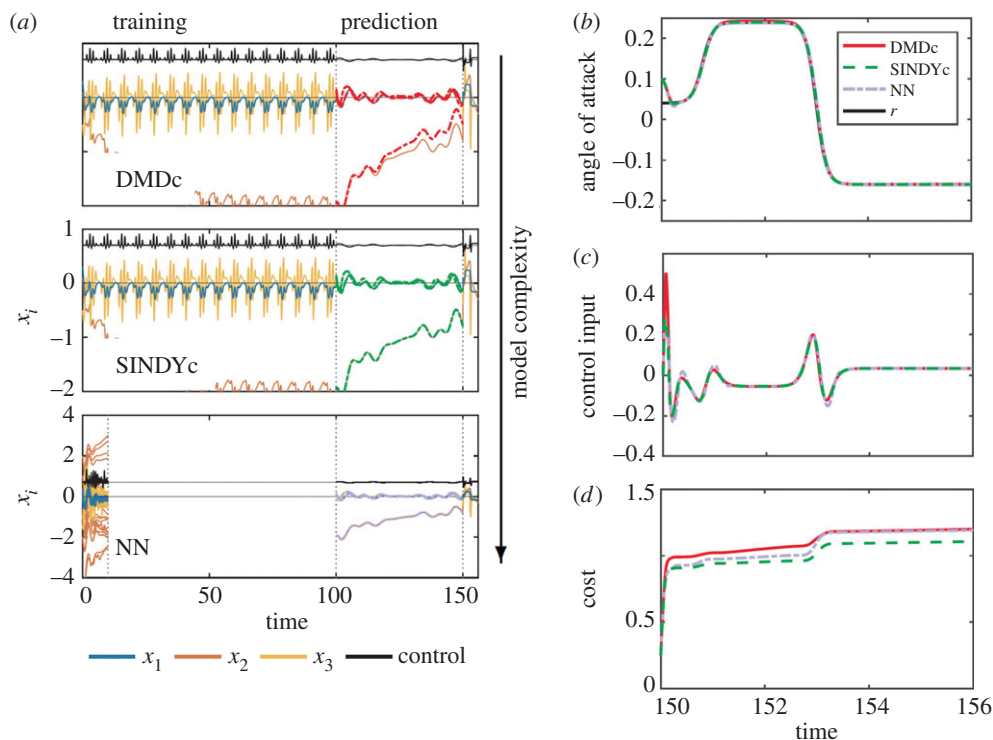 (a) training prediction
DMDc
1
0
−1
−2
x_i
SINDYc
4
2
0
−2
−4
x_i
NN
0 50 100 150
time
x_1 x_2 x_3 control
model complexity
(b)
0.2
0.1
0
−0.1
−0.2
angle of attack
DMDc
SINDYc
NN
r
(c)
0.4
0.2
0
−0.2
−0.4
control input
(d)
1.5
0.5
0
cost
150 152 154 156
time